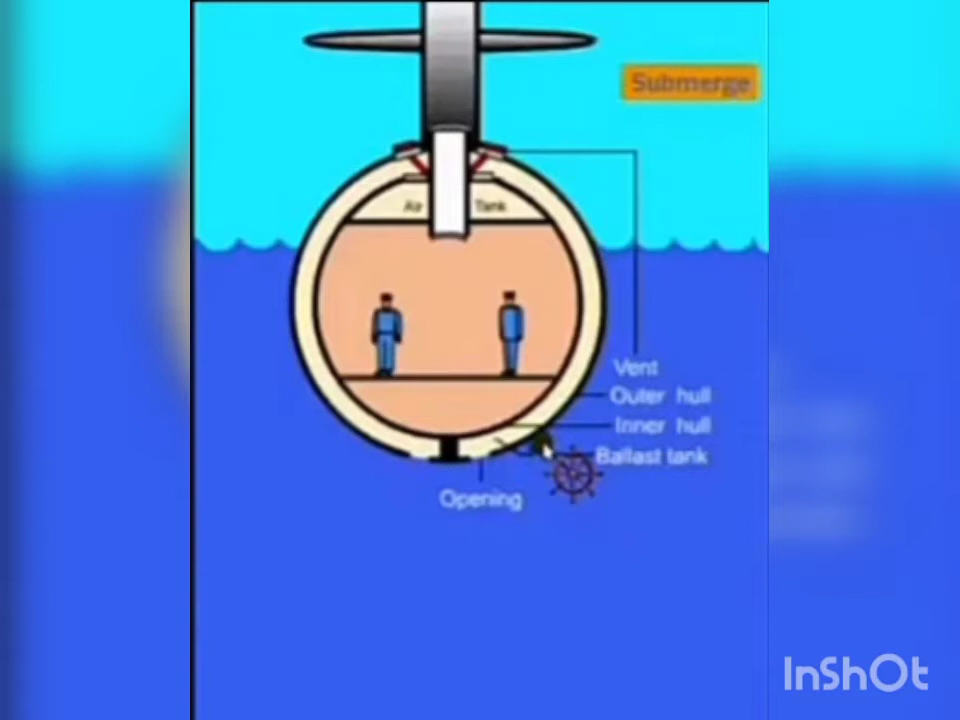 Submerge
Air Tank
Vent
Outer hull
Inner hull
Ballast tank
Opening
InShOt